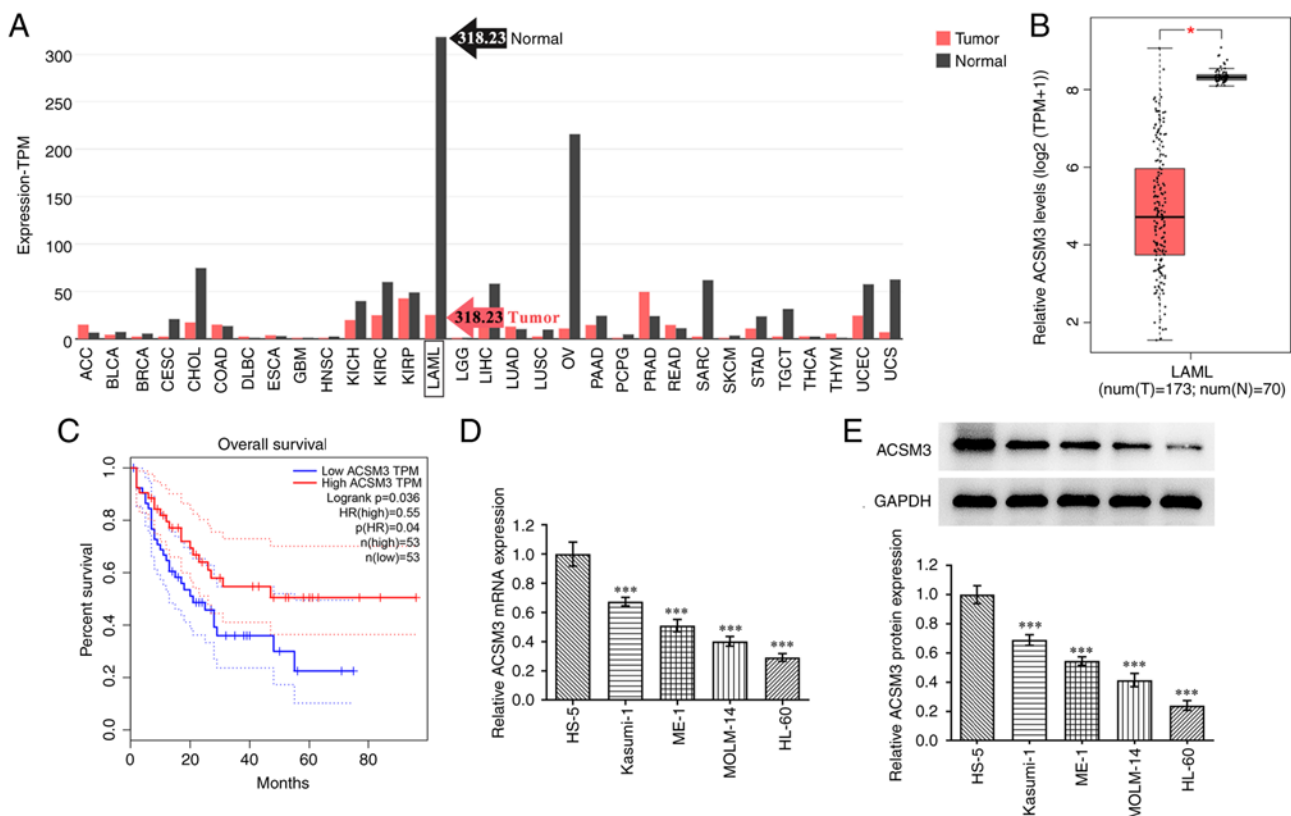 A
Expression-TPM
300
250
200
150
100
50
0
318.23 Normal
318.23 Tumor
Tumor
Normal
ACC
BLCA
BRCA
CESC
CHOL
COAD
DLBC
ESCA
GBM
HNSC
KICH
KIRC
KIRP
LAML
LGG
LIHC
LUAD
LUSC
OV
PAAD
PCPG
PRAD
READ
SARC
SKCM
STAD
TGCT
THCA
THYM
UCEC
UCS
B
Relative ACSM3 levels (log2 (TPM+1))
8
6
4
2
*
LAML
(num(T)=173; num(N)=70)
C
Overall survival
Low ACSM3 TPM
High ACSM3 TPM
Logrank p=0.036
HR(high)=0.55
p(HR)=0.04
n(high)=53
n(low)=53
Percent survival
1.0
0.8
0.6
0.4
0.2
0.0
0
20
40
60
80
Months
D
Relative ACSM3 mRNA expression
1.2
1.0
0.8
0.6
0.4
0.2
0.0
***
***
***
***
HS-5
Kasumi-1
ME-1
MOLM-14
HL-60
E
ACSM3
GAPDH
Relative ACSM3 protein expression
1.2
1.0
0.8
0.6
0.4
0.2
0.0
***
***
***
***
HS-5
Kasumi-1
ME-1
MOLM-14
HL-60